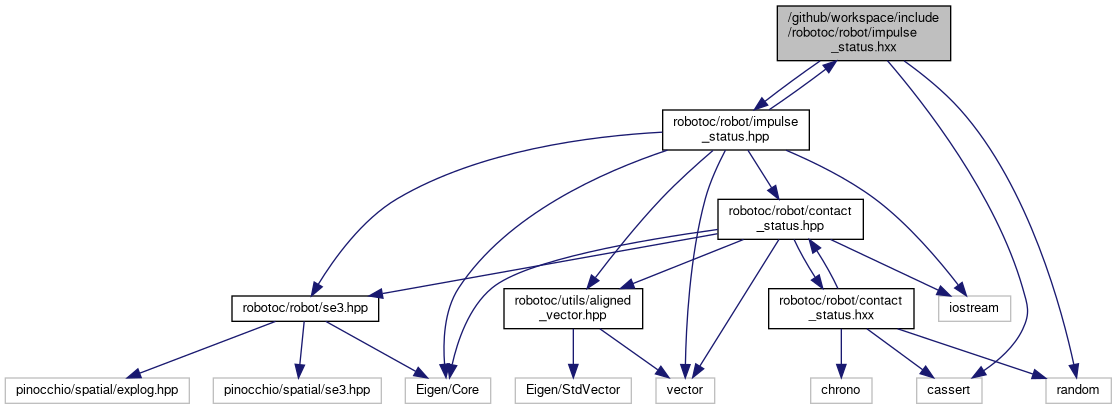 /github/workspace/include
/robotoc/robot/impulse
_status.hxx
robotoc/robot/impulse
_status.hpp
robotoc/robot/contact
_status.hpp
robotoc/robot/se3.hpp
robotoc/utils/aligned
_vector.hpp
robotoc/robot/contact
_status.hxx
iostream
pinocchio/spatial/explog.hpp
pinocchio/spatial/se3.hpp
Eigen/Core
Eigen/StdVector
vector
chrono
cassert
random